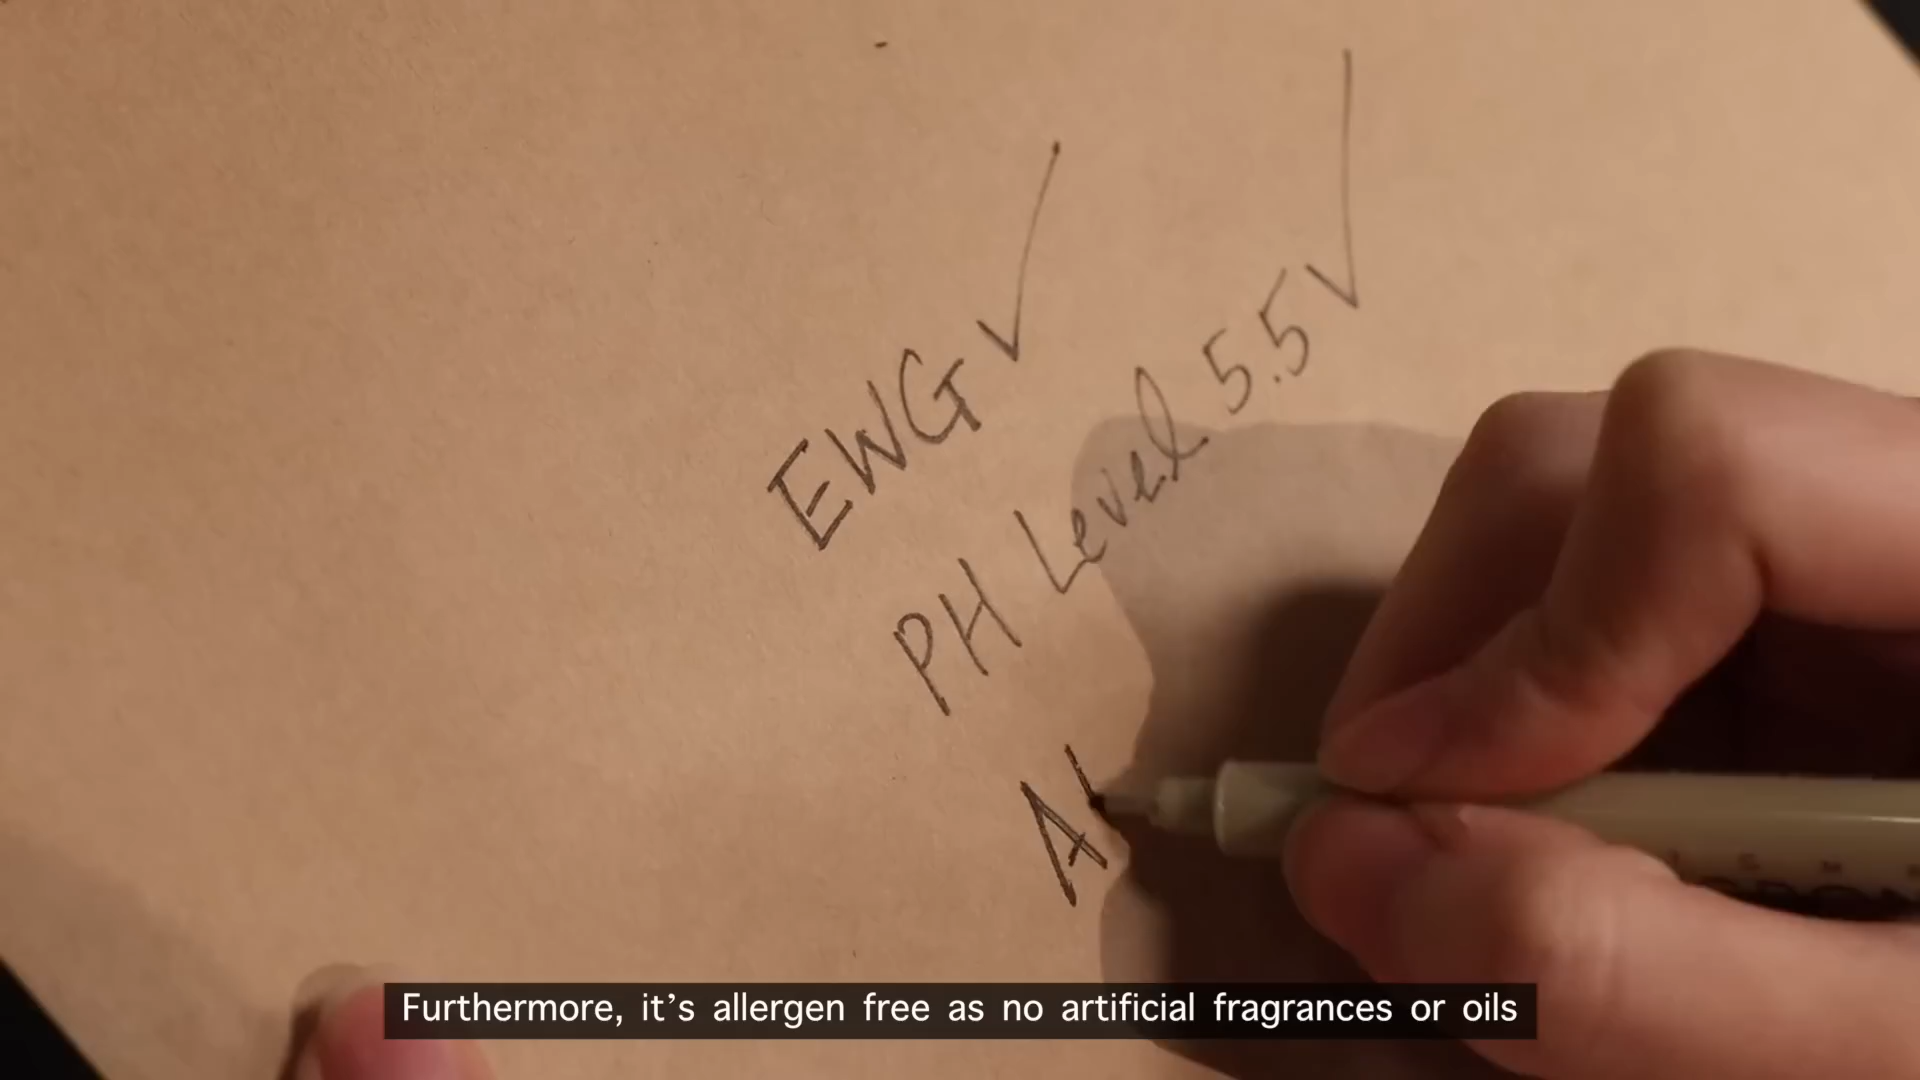 EWG ✓
PH Level 5.5 ✓
A
Furthermore, it’s allergen free as no artificial fragrances or oils